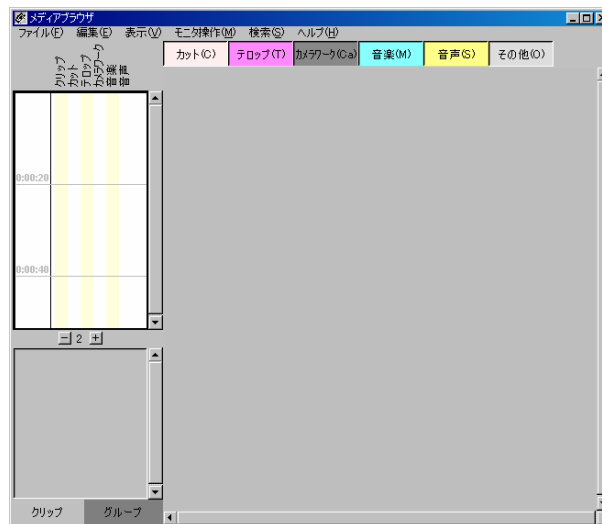 メディアブラウザ
ファイル(F) 編集(E) 表示(V) モニタ操作(M) 検索(S) ヘルプ(H)
カット(C) テロップ(T) カメラワーク(Ca) 音楽(M) 音声(S) その他(O)
クリップ
カット
テロップ
カメラワーク
0:00:20
0:00:40
2
クリップ グループ